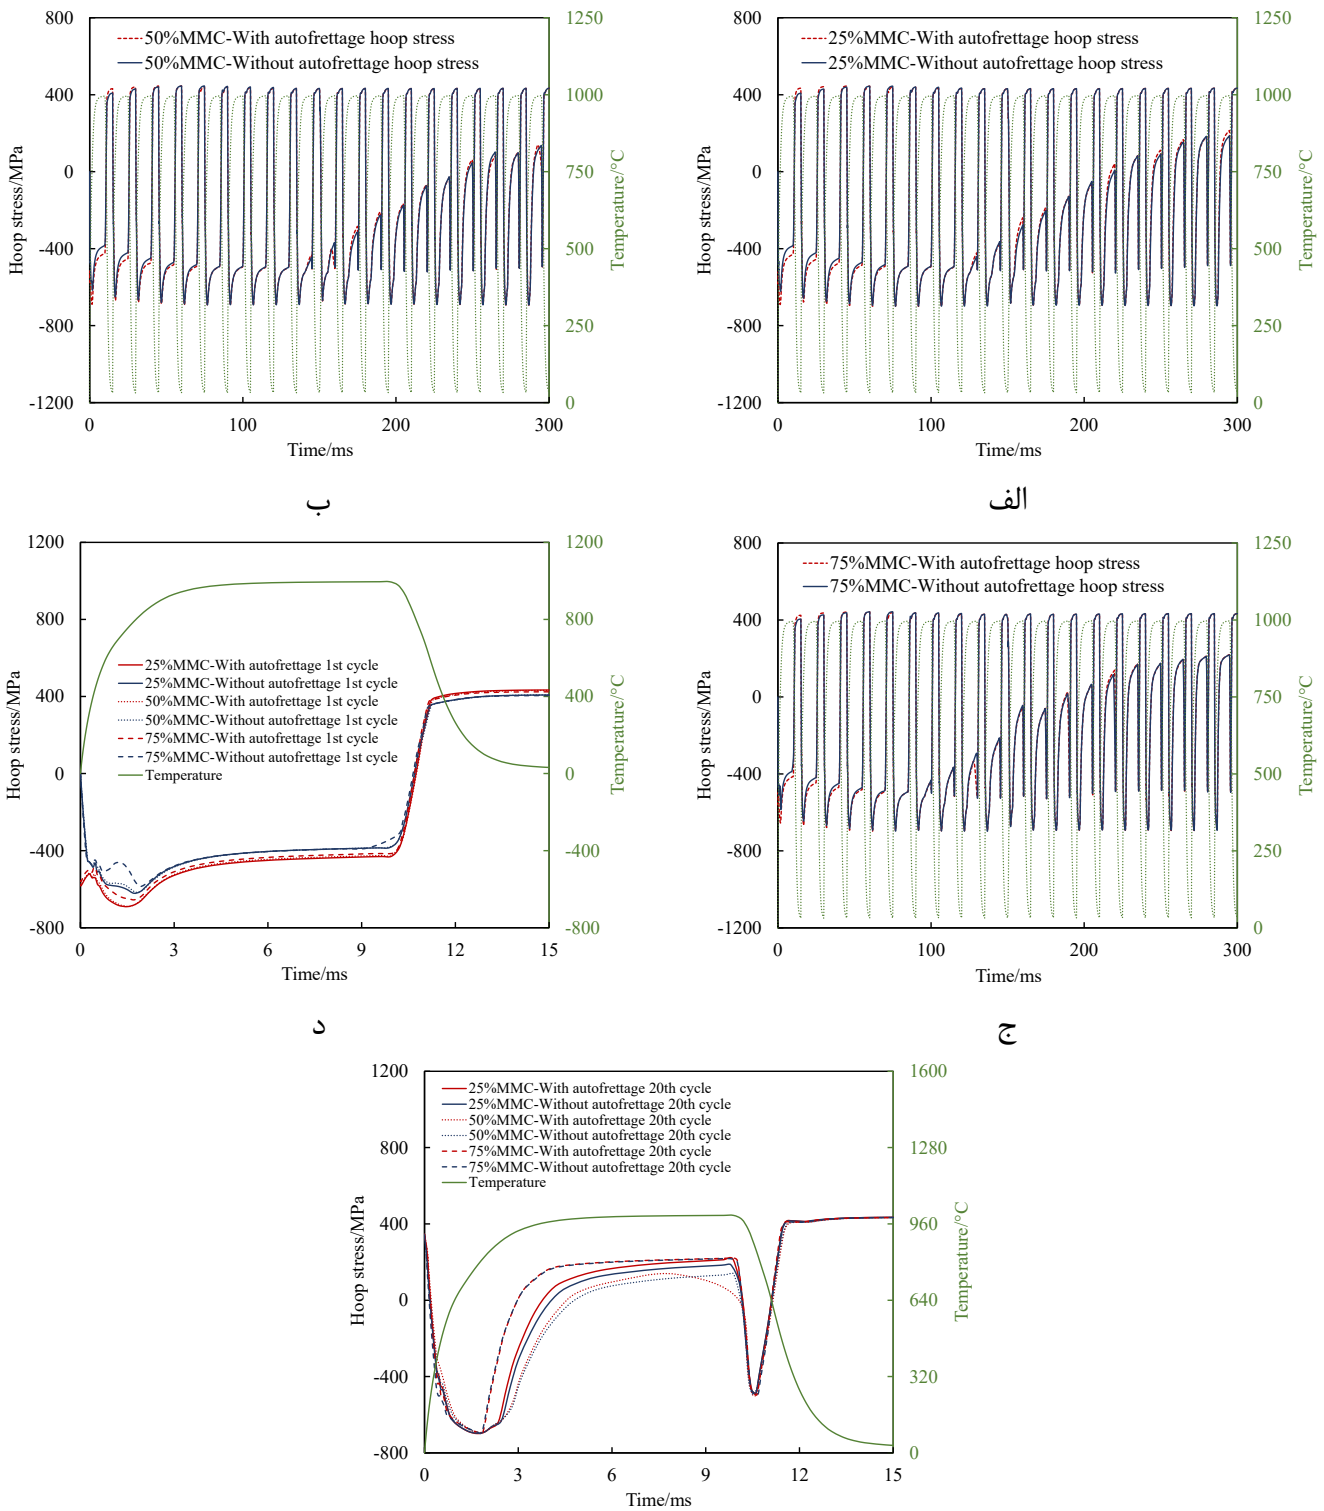 800
400
0
-400
-800
-1200
Hoop stress/MPa
50%MMC-With autofrettage hoop stress
50%MMC-Without autofrettage hoop stress
1250
1000
750
500
250
0
Temperature/°C
0 100 200 300
Time/ms
ب
800
400
0
-400
-800
-1200
Hoop stress/MPa
25%MMC-With autofrettage hoop stress
25%MMC-Without autofrettage hoop stress
1250
1000
750
500
250
0
Temperature/°C
0 100 200 300
Time/ms
الف
1200
800
400
0
-400
-800
Hoop stress/MPa
25%MMC-With autofrettage 1st cycle
25%MMC-Without autofrettage 1st cycle
50%MMC-With autofrettage 1st cycle
50%MMC-Without autofrettage 1st cycle
75%MMC-With autofrettage 1st cycle
75%MMC-Without autofrettage 1st cycle
Temperature
1200
800
400
0
-400
-800
Temperature/°C
0 3 6 9 12 15
Time/ms
د
800
400
0
-400
-800
-1200
Hoop stress/MPa
75%MMC-With autofrettage hoop stress
75%MMC-Without autofrettage hoop stress
1250
1000
750
500
250
0
Temperature/°C
0 100 200 300
Time/ms
ج
1200
800
400
0
-400
-800
Hoop stress/MPa
25%MMC-With autofrettage 20th cycle
25%MMC-Without autofrettage 20th cycle
50%MMC-With autofrettage 20th cycle
50%MMC-Without autofrettage 20th cycle
75%MMC-With autofrettage 20th cycle
75%MMC-Without autofrettage 20th cycle
Temperature
1600
1280
960
640
320
0
Temperature/°C
0 3 6 9 12 15
Time/ms